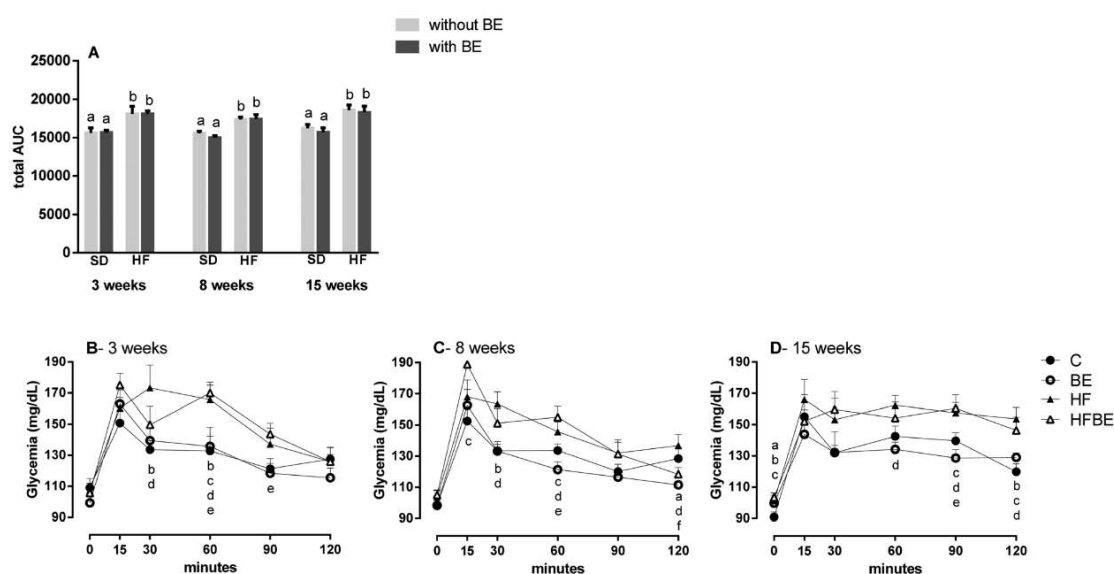 without BE
with BE
A
total AUC
25000
20000
15000
10000
5000
0
a a b b a a b b a a b b
SD HF SD HF SD HF
3 weeks 8 weeks 15 weeks
B- 3 weeks
Glycemia (mg/dL)
190
170
150
130
110
90
b
d
b
c
d
e
e
0 15 30 60 90 120
minutes
C- 8 weeks
Glycemia (mg/dL)
190
170
150
130
110
90
c
b
d
c
d
e
a
d
f
0 15 30 60 90 120
minutes
D- 15 weeks
Glycemia (mg/dL)
190
170
150
130
110
90
a
b
c
d
c
d
e
b
c
d
0 15 30 60 90 120
minutes
C
BE
HF
HFBE